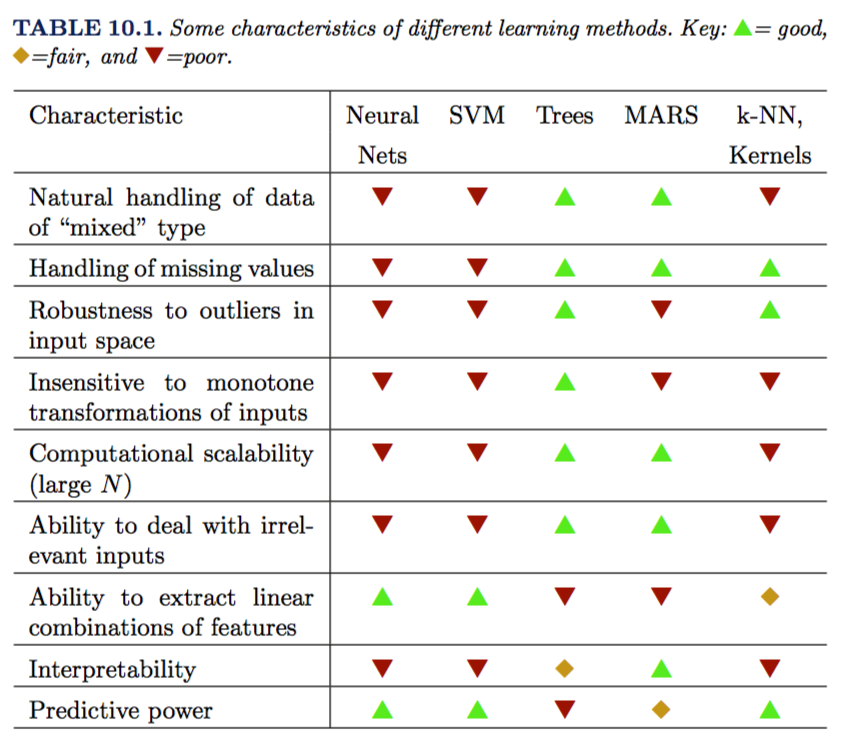 TABLE 10.1. Some characteristics of different learning methods. Key: ▲= good,
◆=fair, and ▼=poor.
Characteristic Neural SVM Trees MARS k-NN,
Nets Kernels
Natural handling of data ▼ ▼ ▲ ▲ ▼
of “mixed” type
Handling of missing values ▼ ▼ ▲ ▲ ▲
Robustness to outliers in ▼ ▼ ▲ ▼ ▲
input space
Insensitive to monotone ▼ ▼ ▲ ▼ ▼
transformations of inputs
Computational scalability ▼ ▼ ▲ ▲ ▼
(large N)
Ability to deal with irrel- ▼ ▼ ▲ ▲ ▼
evant inputs
Ability to extract linear ▲ ▲ ▼ ▼ ◆
combinations of features
Interpretability ▼ ▼ ◆ ▲ ▼
Predictive power ▲ ▲ ▼ ◆ ▲